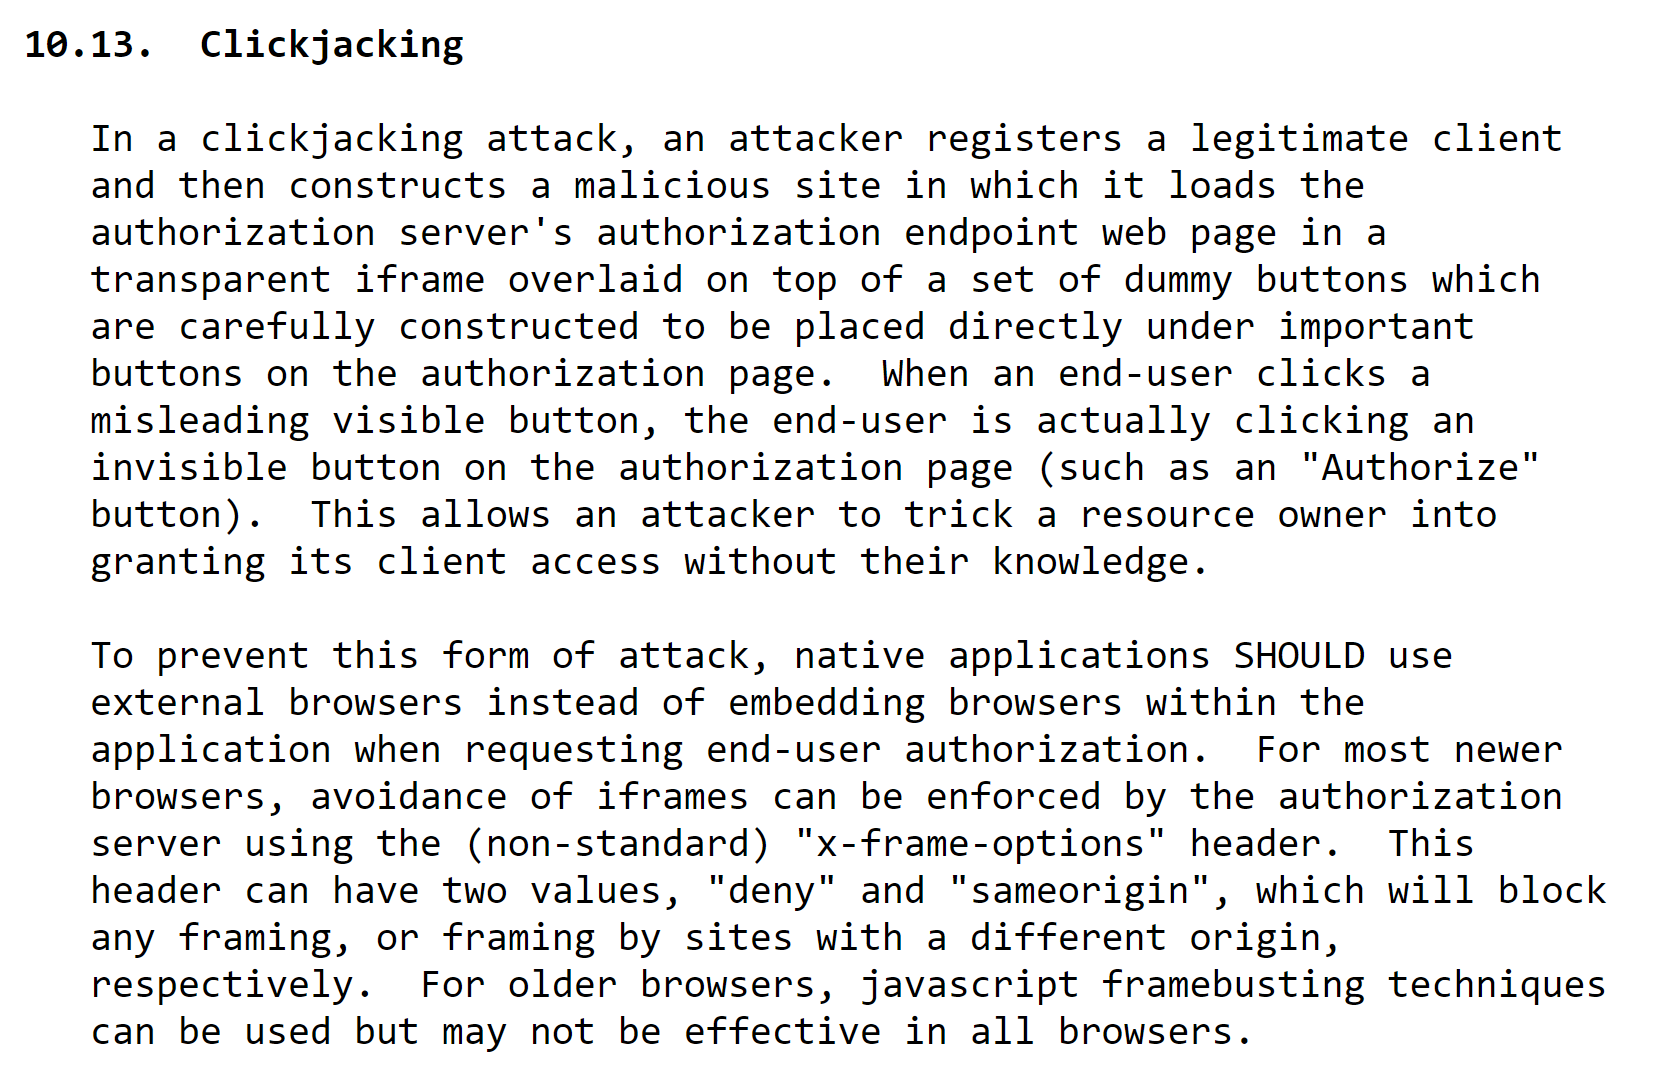 10.13.  Clickjacking
In a clickjacking attack, an attacker registers a legitimate client
and then constructs a malicious site in which it loads the
authorization server's authorization endpoint web page in a
transparent iframe overlaid on top of a set of dummy buttons which
are carefully constructed to be placed directly under important
buttons on the authorization page.  When an end-user clicks a
misleading visible button, the end-user is actually clicking an
invisible button on the authorization page (such as an "Authorize"
button).  This allows an attacker to trick a resource owner into
granting its client access without their knowledge.
To prevent this form of attack, native applications SHOULD use
external browsers instead of embedding browsers within the
application when requesting end-user authorization.  For most newer
browsers, avoidance of iframes can be enforced by the authorization
server using the (non-standard) "x-frame-options" header.  This
header can have two values, "deny" and "sameorigin", which will block
any framing, or framing by sites with a different origin,
respectively.  For older browsers, javascript framebusting techniques
can be used but may not be effective in all browsers.